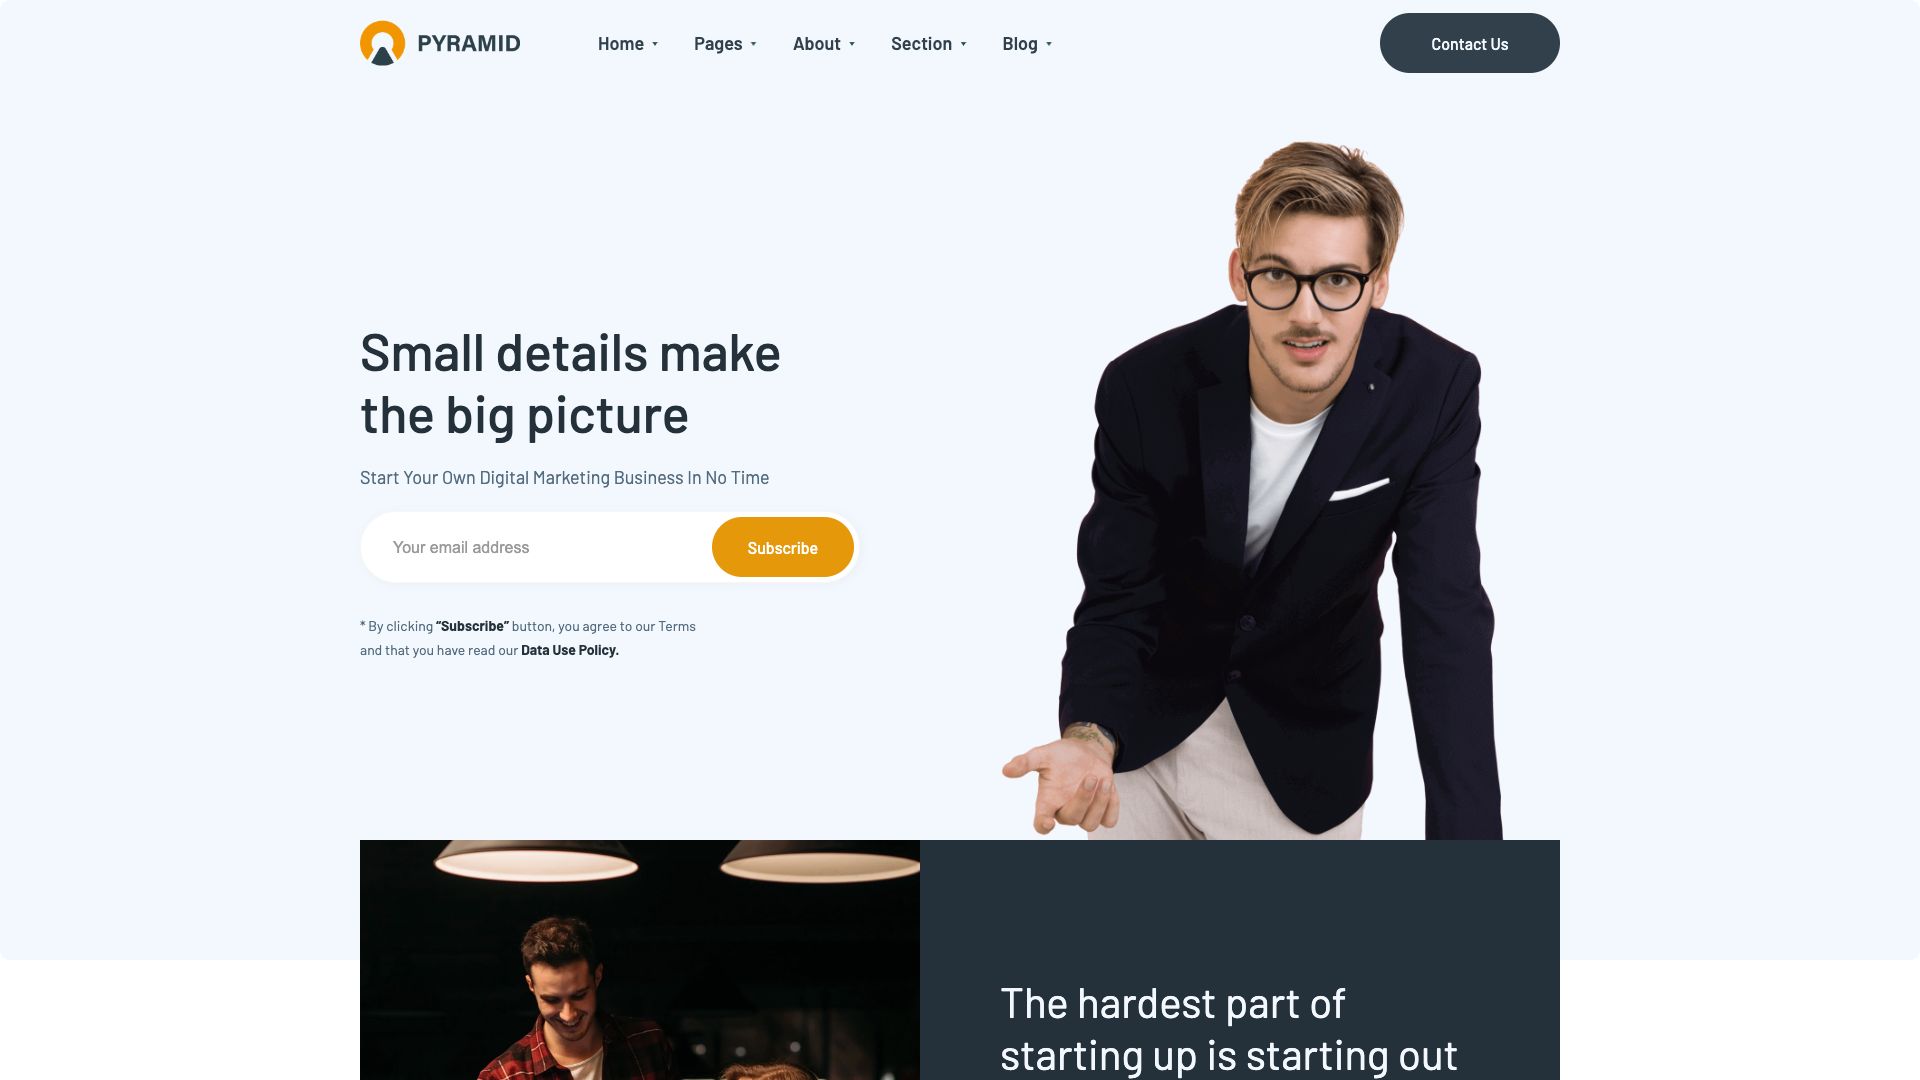 PYRAMID
Home
Pages
About
Section
Blog
Contact Us
Small details make
the big picture
Start Your Own Digital Marketing Business In No Time
Your email address
Subscribe
* By clicking “Subscribe” button, you agree to our Terms
and that you have read our Data Use Policy.
The hardest part of
starting up is starting out